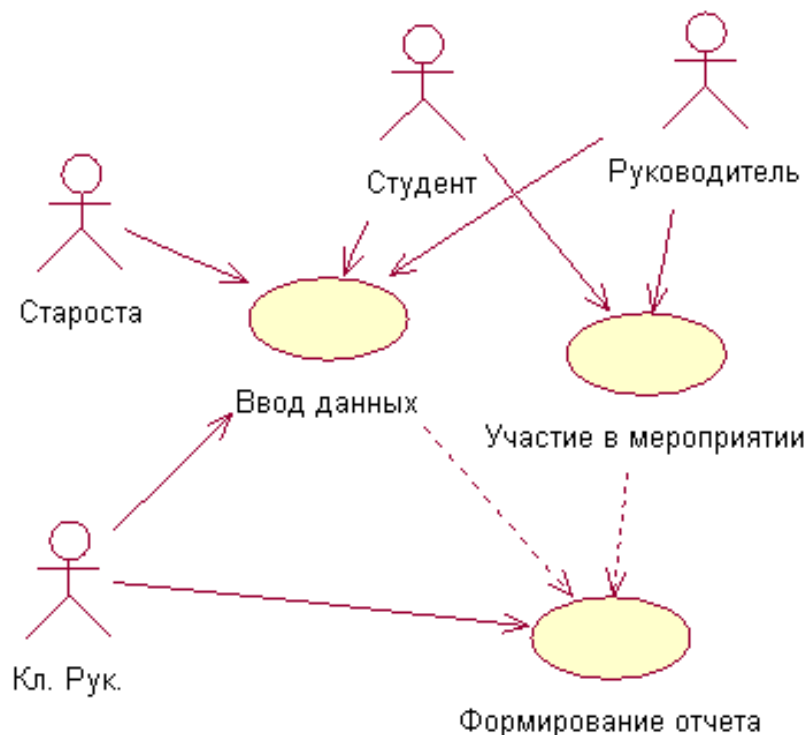 Студент
Руководитель
Староста
Ввод данных
Участие в мероприятии
Кл. Рук.
Формирование отчета